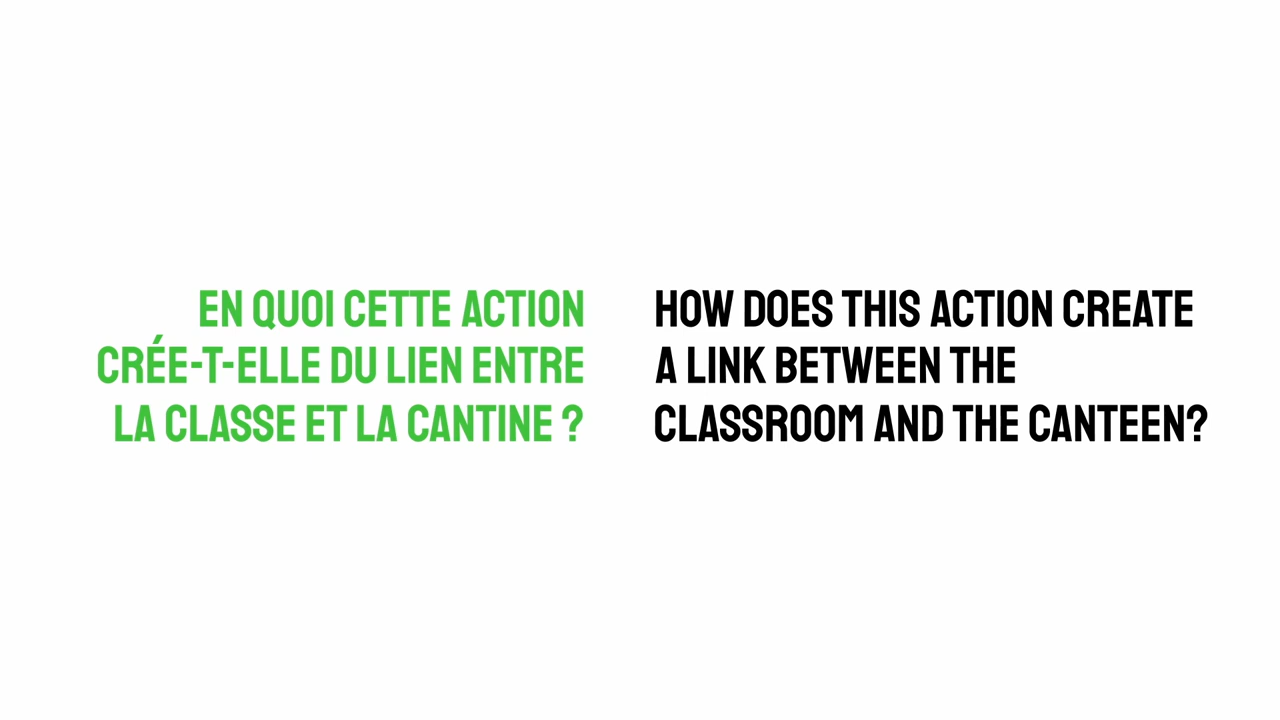 EN QUOI CETTE ACTION
CRÉE-T-ELLE DU LIEN ENTRE
LA CLASSE ET LA CANTINE ?
HOW DOES THIS ACTION CREATE
A LINK BETWEEN THE
CLASSROOM AND THE CANTEEN?